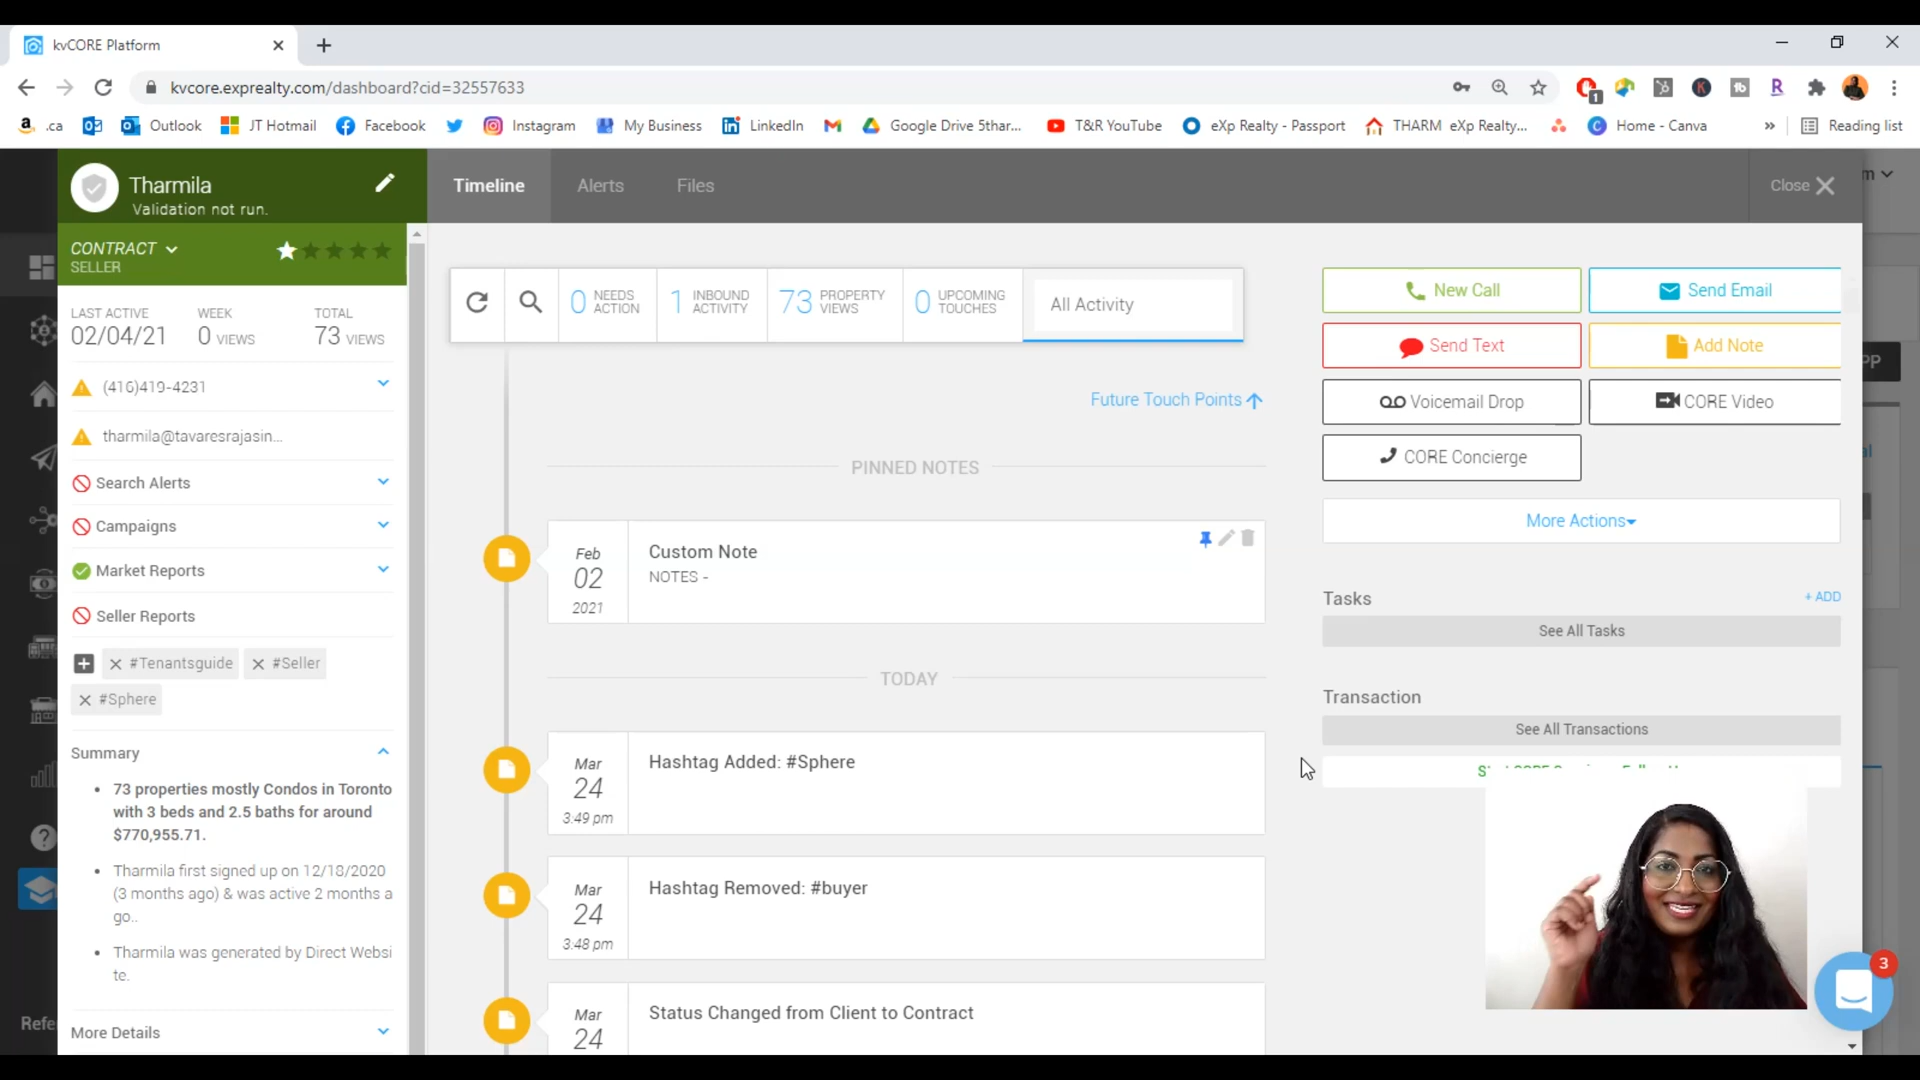 kvCORE Platform
kvcore.exprealty.com/dashboard?cid=32557633
1
.ca
Outlook
JT Hotmail
Facebook
Instagram
My Business
LinkedIn
Google Drive 5thar...
T&R YouTube
eXp Realty - Passport
THARM eXp Realty...
Home - Canva
»
Reading list
Tharmila
Validation not run.
Timeline
Alerts
Files
Close
CONTRACT
SELLER
LAST ACTIVE
02/04/21
WEEK
0 VIEWS
TOTAL
73 VIEWS
(416)419-4231
tharmila@tavaresrajasin...
Search Alerts
Campaigns
Market Reports
Seller Reports
#Tenantsguide
#Seller
#Sphere
Summary
• 73 properties mostly Condos in Toronto
with 3 beds and 2.5 baths for around
$770,955.71.
• Tharmila first signed up on 12/18/2020
(3 months ago) & was active 2 months a
go..
• Tharmila was generated by Direct Websi
te.
More Details
0 NEEDS ACTION
1 INBOUND ACTIVITY
73 PROPERTY VIEWS
0 UPCOMING TOUCHES
All Activity
Future Touch Points
PINNED NOTES
Feb
02
2021
Custom Note
NOTES -
TODAY
Mar
24
3:49 pm
Hashtag Added: #Sphere
Mar
24
3:48 pm
Hashtag Removed: #buyer
Mar
24
Status Changed from Client to Contract
New Call
Send Email
Send Text
Add Note
Voicemail Drop
CORE Video
CORE Concierge
More Actions
Tasks
+ ADD
See All Tasks
Transaction
See All Transactions
3